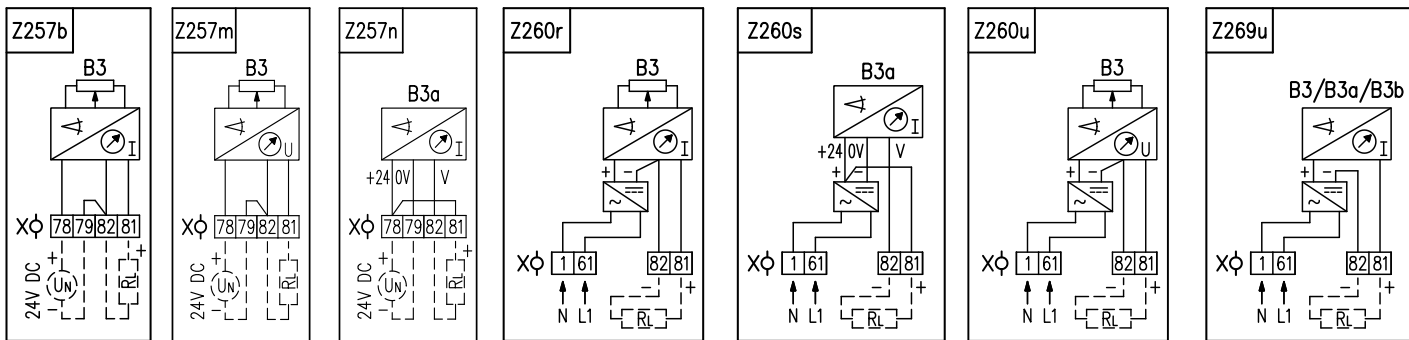 Z257b
B3
I
X 78 79 82 81
+ +
24V DC
UN
RL
−
Z257m
B3
U
X 78 79 82 81
+ +
24V DC
UN
RL
−
Z257n
B3a
I
+24 0V V
X 78 79 82 81
+ +
24V DC
UN
RL
−
Z260r
B3
I
+ −
~
X 1 61 82 81
− +
N L1 RL
Z260s
B3a
I
+24 0V V
+ −
~
X 1 61 82 81
− +
N L1 RL
Z260u
B3
U
+ −
~
X 1 61 82 81
− +
N L1 RL
Z269u
B3/B3a/B3b
I
+ −
~
X 1 61 82 81
− +
N L1 RL